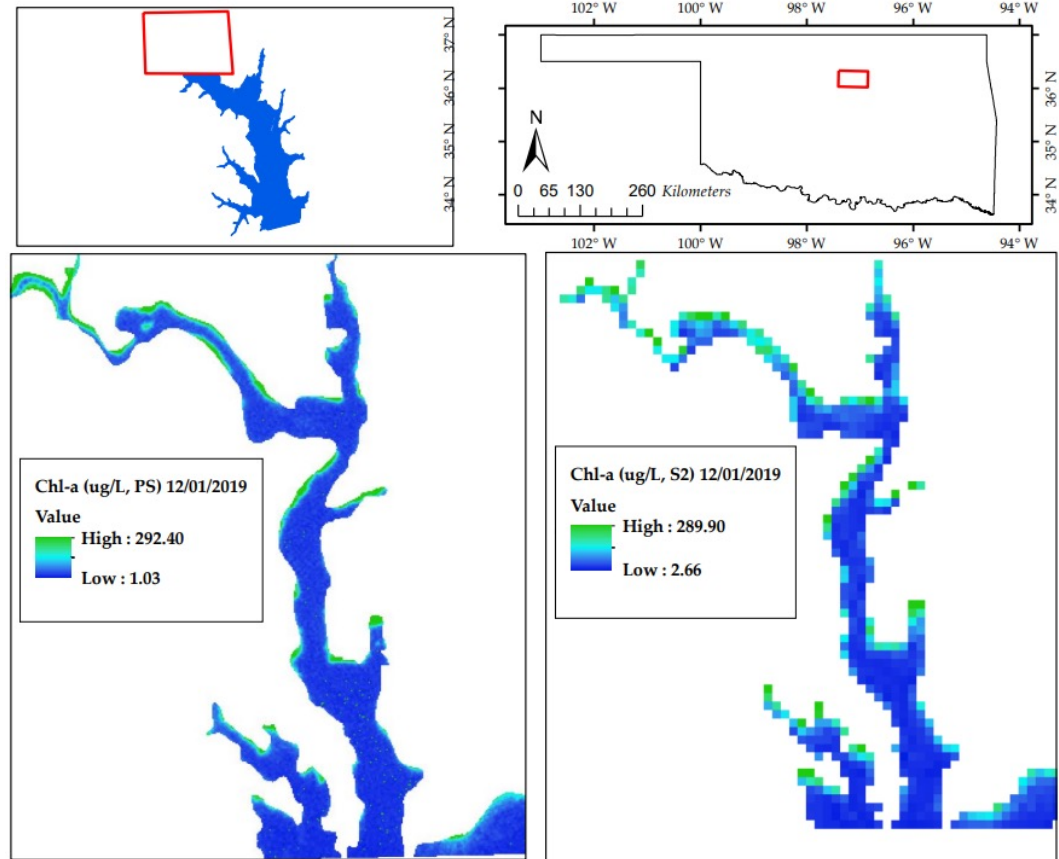 37° N
36° N
35° N
34° N
37° N
36° N
35° N
34° N
N
0 65 130 260 Kilometers
102° W 100° W 98° W 96° W 94° W
102° W 100° W 98° W 96° W 94° W
Chl-a (ug/L, PS) 12/01/2019
Value
High : 292.40
Low : 1.03
Chl-a (ug/L, S2) 12/01/2019
Value
High : 289.90
Low : 2.66